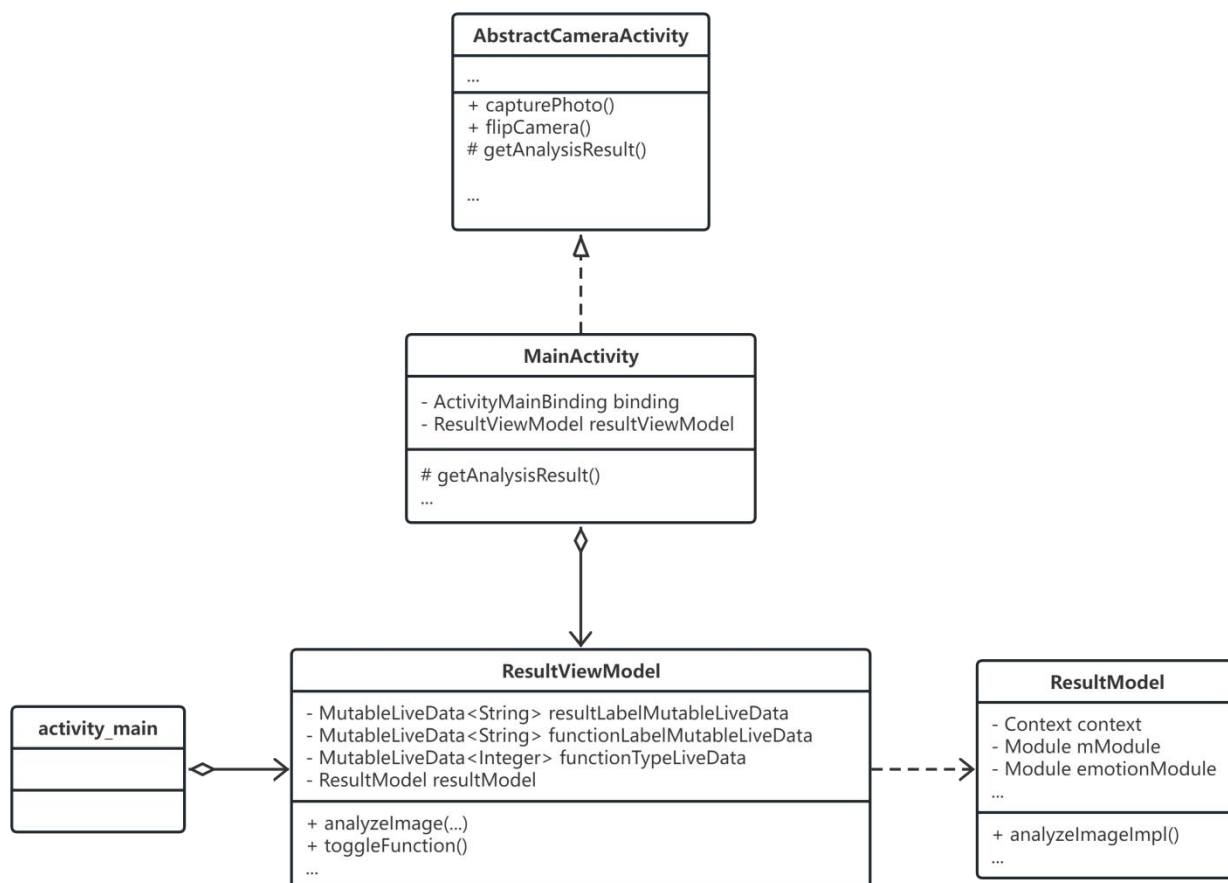 AbstractCameraActivity
...
+ capturePhoto()
+ flipCamera()
# getAnalysisResult()
...
MainActivity
- ActivityMainBinding binding
- ResultViewModel resultViewModel
# getAnalysisResult()
...
activity_main
ResultViewModel
- MutableLiveData<String> resultLabelMutableLiveData
- MutableLiveData<String> functionLabelMutableLiveData
- MutableLiveData<Integer> functionTypeLiveData
- ResultModel resultModel
+ analyzeImage(...)
+ toggleFunction()
...
ResultModel
- Context context
- Module mModule
- Module emotionModule
...
+ analyzeImageImpl()
...